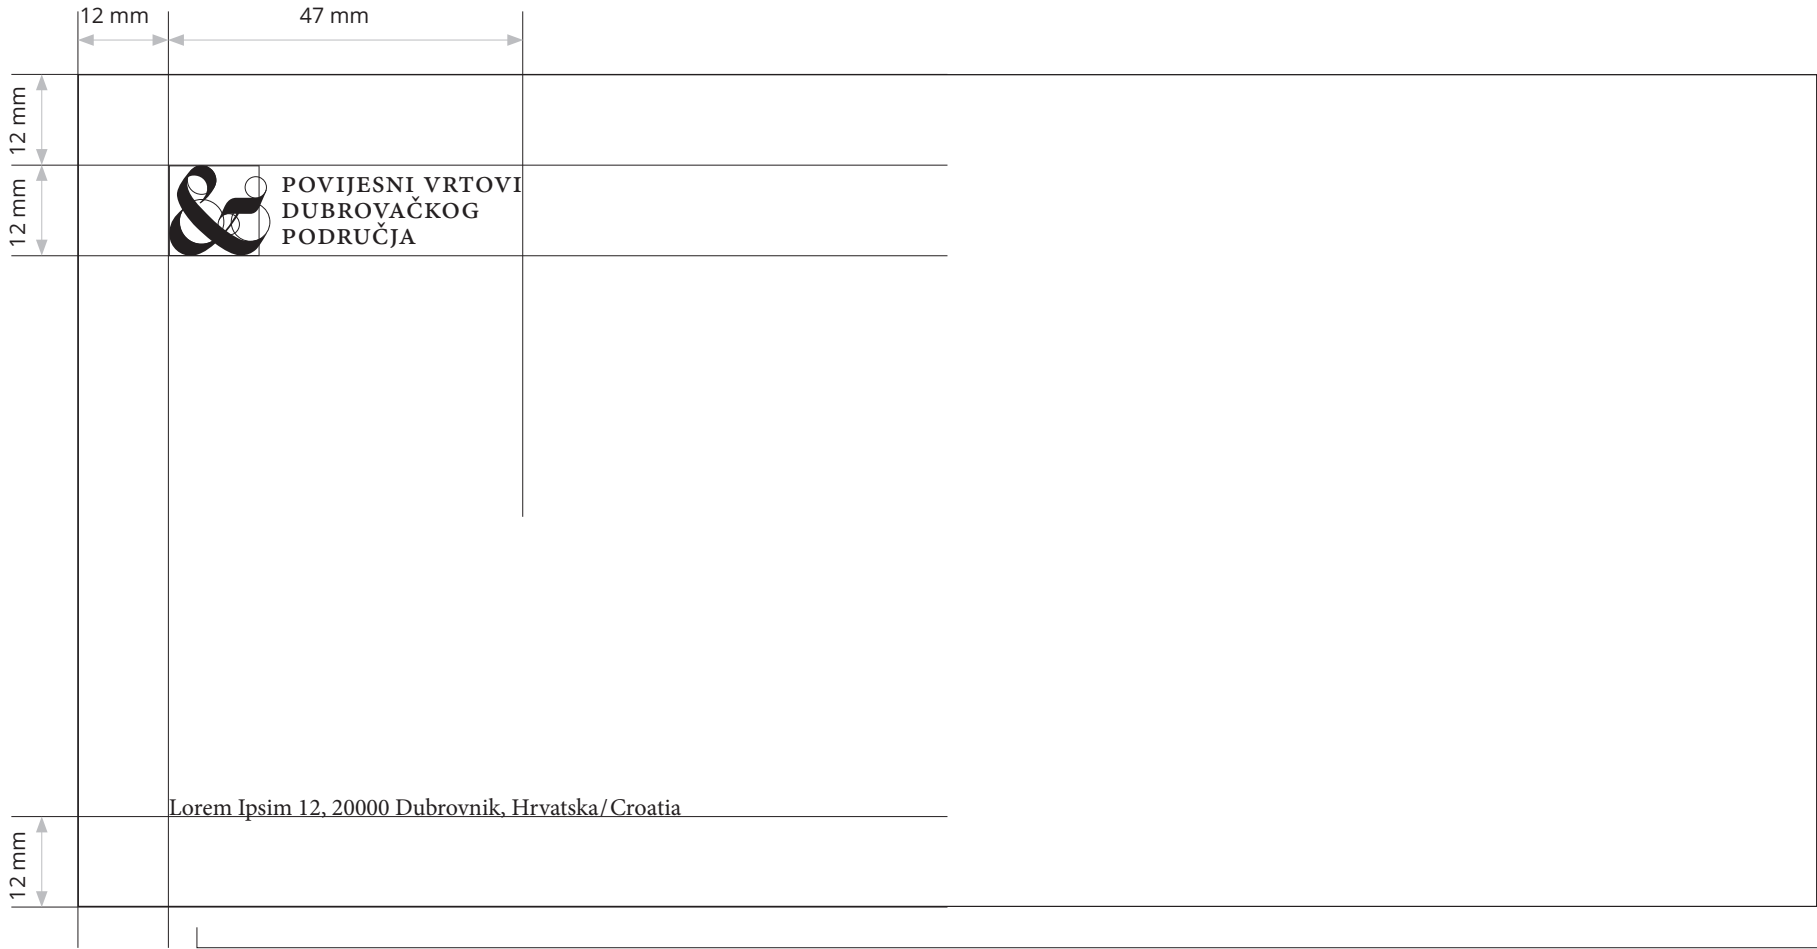 12 mm
47 mm
12 mm
12 mm
&
POVIJESNI VRTOVI
DUBROVAČKOG
PODRUČJA
Lorem Ipsim 12, 20000 Dubrovnik, Hrvatska/Croatia
12 mm